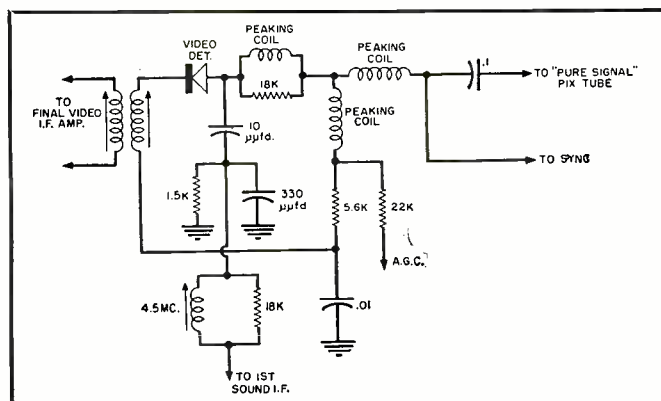 PEAKING
COIL
VIDEO
DET.
18K
PEAKING
COIL
.1
TO "PURE SIGNAL"
PIX TUBE
TO
FINAL VIDEO
I.F. AMP.
10
µµfd.
PEAKING
COIL
TO SYNC
1.5K
330
µµfd
5.6K
22K
A.G.C.
4.5MC.
18K
.01
TO 1ST
SOUND I.F.